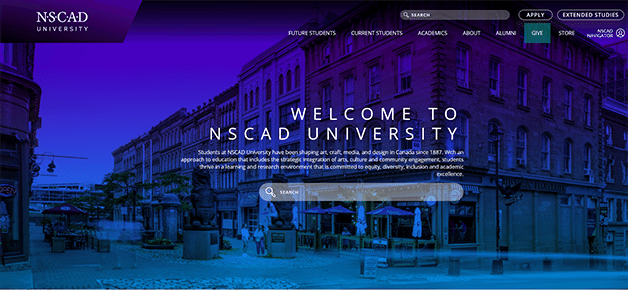 NSCAD
UNIVERSITY
SEARCH
APPLY
EXTENDED STUDIES
FUTURE STUDENTS
CURRENT STUDENTS
ACADEMICS
ABOUT
ALUMNI
GIVE
STORE
NSCAD
NAVIGATOR
WELCOME TO
NSCAD UNIVERSITY
Students at NSCAD University have been shaping art, craft, media, and design in Canada since 1887. With an
approach to education that includes the strategic integration of arts, culture and community engagement, students
thrive in a learning and research environment that is committed to equity, diversity, inclusion and academic
excellence.
SEARCH